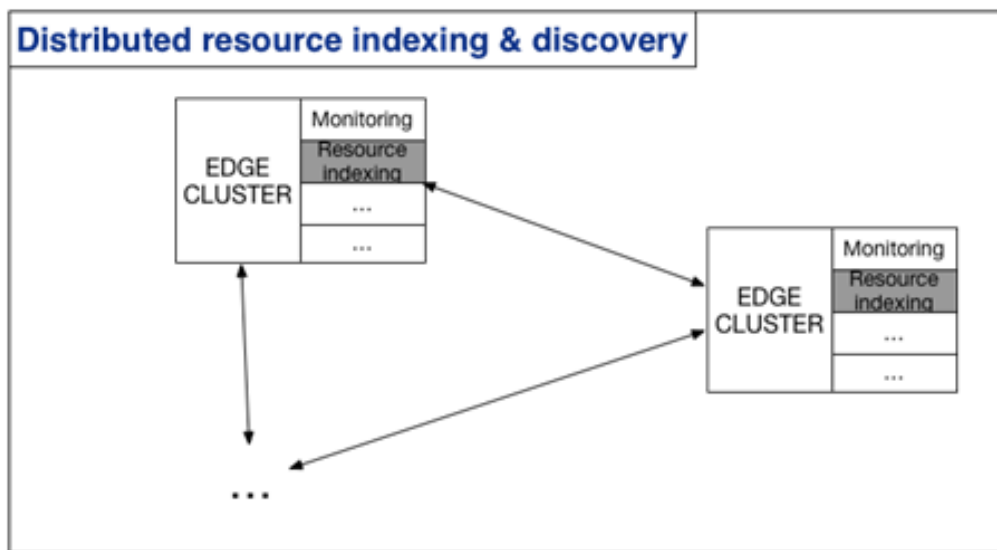 Distributed resource indexing & discovery
EDGE
CLUSTER
Monitoring
Resource
indexing
...
...
EDGE
CLUSTER
Monitoring
Resource
indexing
...
...
...